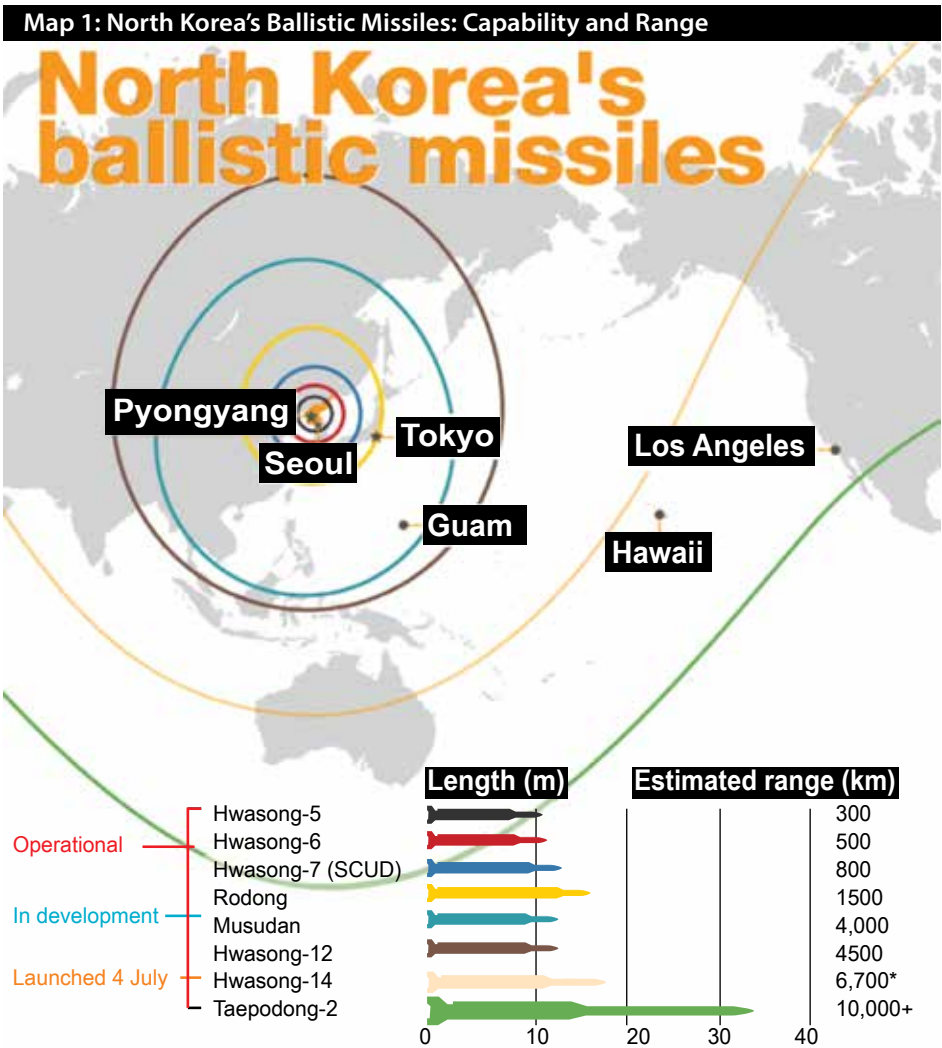 Map 1: North Korea's Ballistic Missiles: Capability and Range
North Korea's
ballistic missiles
Pyongyang
Seoul
Tokyo
Guam
Los Angeles
Hawaii
Length (m)
Estimated range (km)
Operational
In development
Launched 4 July
Hwasong-5 300
Hwasong-6 500
Hwasong-7 (SCUD) 800
Rodong 1500
Musudan 4,000
Hwasong-12 4500
Hwasong-14 6,700*
Taepodong-2 10,000+
0 10 20 30 40